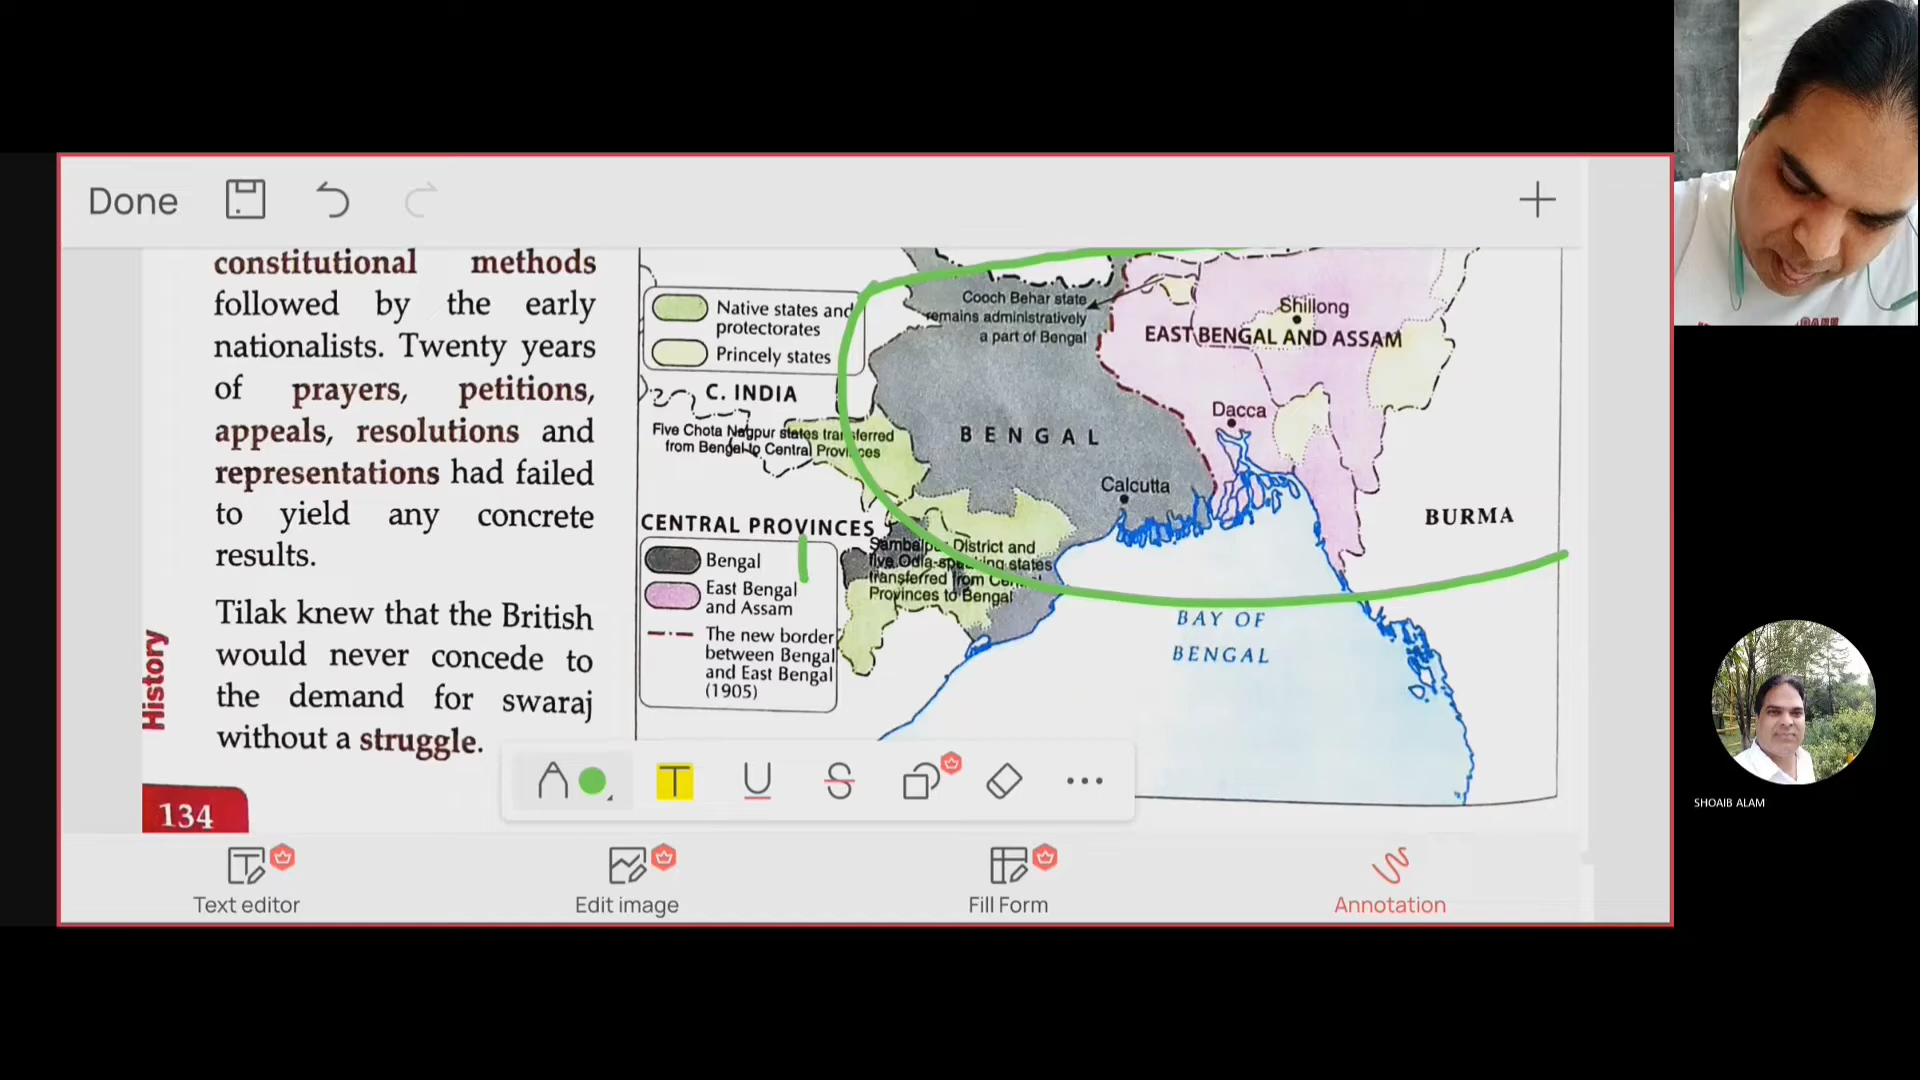 Done
constitutional methods
followed by the early
nationalists. Twenty years
of prayers, petitions,
appeals, resolutions and
representations had failed
to yield any concrete
results.
Tilak knew that the British
would never concede to
the demand for swaraj
without a struggle.
History
134
Native states and
protectorates
Princely states
C. INDIA
Five Chota Nagpur states transferred
from Bengal to Central Provinces
CENTRAL PROVINCES
Bengal
East Bengal
and Assam
The new border
between Bengal
and East Bengal
(1905)
Cooch Behar state
remains administratively
a part of Bengal
BENGAL
Calcutta
Sambalpur District and
five Odia-speaking states
transferred from Central
Provinces to Bengal
Shillong
EAST BENGAL AND ASSAM
Dacca
BURMA
BAY OF
BENGAL
T U S
Text editor
Edit image
Fill Form
Annotation
SHOAIB ALAM